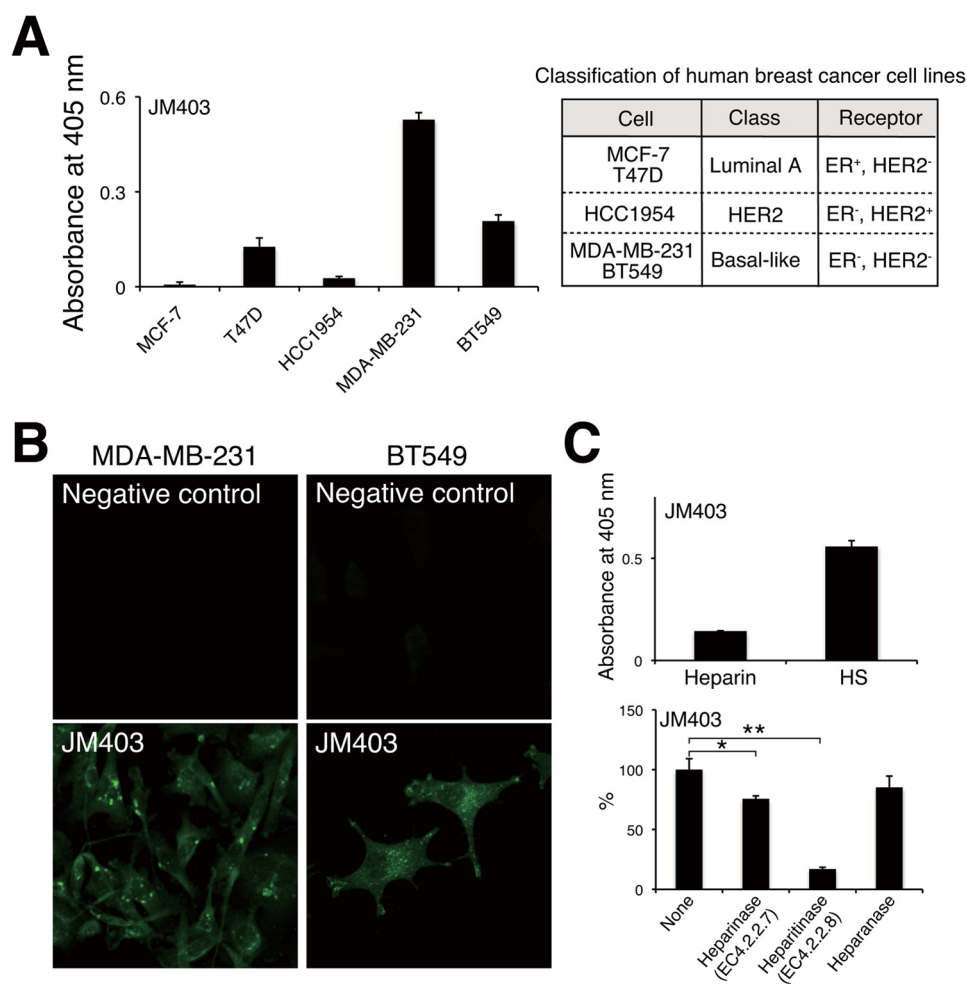 A
Absorbance at 405 nm
0.6
0.3
0
JM403
MCF-7
T47D
HCC1954
MDA-MB-231
BT549
Classification of human breast cancer cell lines
Cell Class Receptor
MCF-7
T47D
Luminal A
ER⁺, HER2⁻
HCC1954 HER2 ER⁻, HER2⁺
MDA-MB-231
BT549
Basal-like
ER⁻, HER2⁻
B
MDA-MB-231
BT549
Negative control
Negative control
JM403
JM403
C
Absorbance at 405 nm
0.5
0
JM403
Heparin
HS
%
150
100
50
0
JM403
*
**
None
Heparinase
(EC4.2.2.7)
Heparitinase
(EC4.2.2.8)
Heparanase